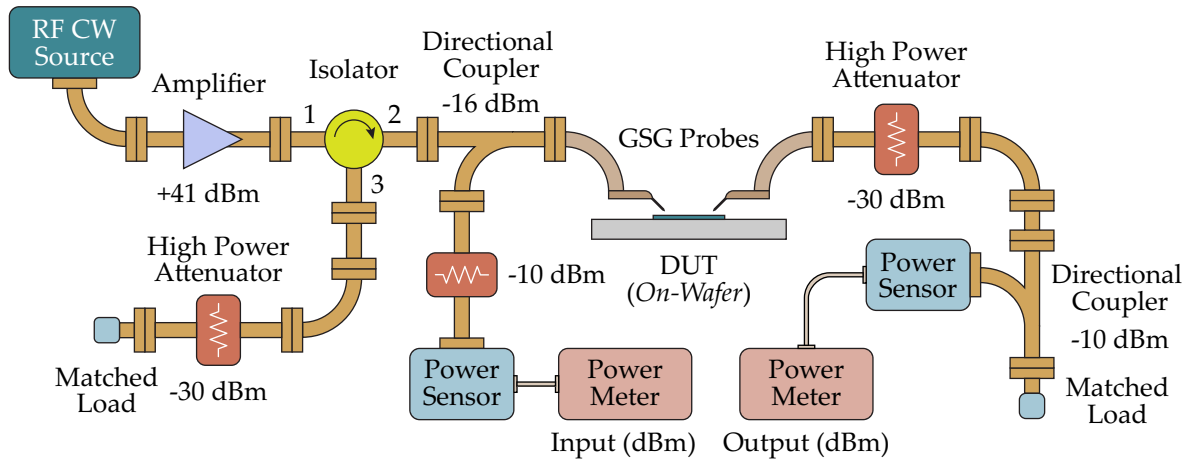 RF CW
Source
Amplifier
+41 dBm
Isolator
1
2
3
Directional
Coupler
-16 dBm
GSG Probes
High Power
Attenuator
-30 dBm
High Power
Attenuator
-30 dBm
Matched
Load
-10 dBm
Power
Sensor
Power
Meter
Input (dBm)
DUT
(On-Wafer)
Power
Sensor
Power
Meter
Output (dBm)
Directional
Coupler
-10 dBm
Matched
Load